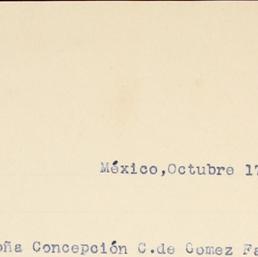 México,Octubre 17
oña Concepción C.de Gomez Fa